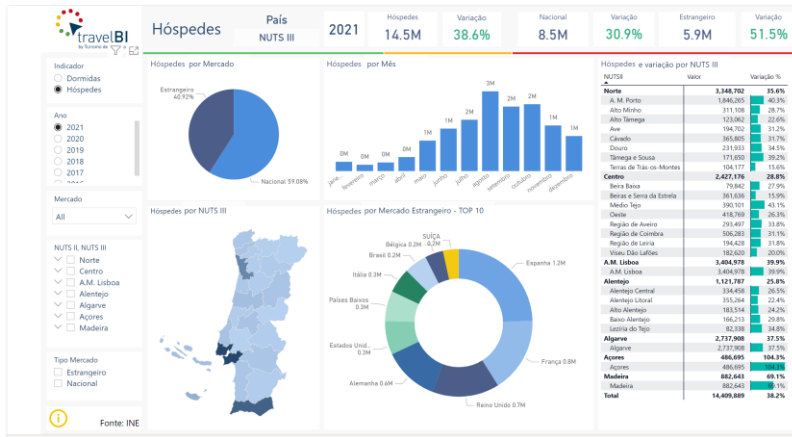 travelBI
by Turismo de
Hóspedes
País
NUTS III
2021
Hóspedes
14.5M
Variação
38.6%
Nacional
8.5M
Variação
30.9%
Estrangeiro
5.9M
Variação
51.5%
Indicador
Dormidas
Hóspedes
Ano
2021
2020
2019
2018
2017
Mercado
All
NUTS II, NUTS III
Norte
Centro
A.M. Lisboa
Alentejo
Algarve
Açores
Madeira
Tipo Mercado
Estrangeiro
Nacional
Fonte: INE
Hóspedes por Mercado
Estrangeiro
40.92%
Nacional 59.08%
Hóspedes por Mês
0M
0M
0M
0M
1M
1M
2M
3M
2M
2M
1M
1M
jane...
fevereiro
março
abril
maio
junho
julho
agosto
setembro
outubro
novembro
dezembro
Hóspedes por NUTS III
Hóspedes por Mercado Estrangeiro - TOP 10
SUÍÇA
0.2M
Bélgica 0.2M
Brasil 0.2M
Itália 0.3M
Países Baixos
0.3M
Estados Unid...
0.3M
Alemanha 0.6M
Reino Unido 0.7M
França 0.8M
Espanha 1.2M
Hóspedes e variação por NUTS III
NUTSII Valor Variação %
Norte 3,348,702 35.6%
A. M. Porto 1,846,265 40.3%
Alto Minho 311,108 28.7%
Alto Tâmega 123,062 22.6%
Ave 194,702 31.2%
Cávado 365,805 31.7%
Douro 231,933 34.5%
Tâmega e Sousa 171,650 39.2%
Terras de Trás-os-Montes 104,177 15.6%
Centro 2,427,176 28.8%
Beira Baixa 79,842 27.9%
Beiras e Serra da Estrela 361,636 15.9%
Médio Tejo 390,101 43.1%
Oeste 418,769 26.3%
Região de Aveiro 293,497 33.8%
Região de Coimbra 506,283 31.1%
Região de Leiria 194,428 31.8%
Viseu Dão Lafões 182,620 20.0%
A.M. Lisboa 3,404,978 39.9%
A.M. Lisboa 3,404,978 39.9%
Alentejo 1,121,787 25.8%
Alentejo Central 334,458 26.5%
Alentejo Litoral 355,264 22.4%
Alto Alentejo 183,514 24.2%
Baixo Alentejo 166,213 29.8%
Lezíria do Tejo 82,338 34.8%
Algarve 2,737,908 37.5%
Algarve 2,737,908 37.5%
Açores 486,695 104.3%
Açores 486,695 104.3%
Madeira 882,643 69.1%
Madeira 882,643 69.1%
Total 14,409,889 38.2%